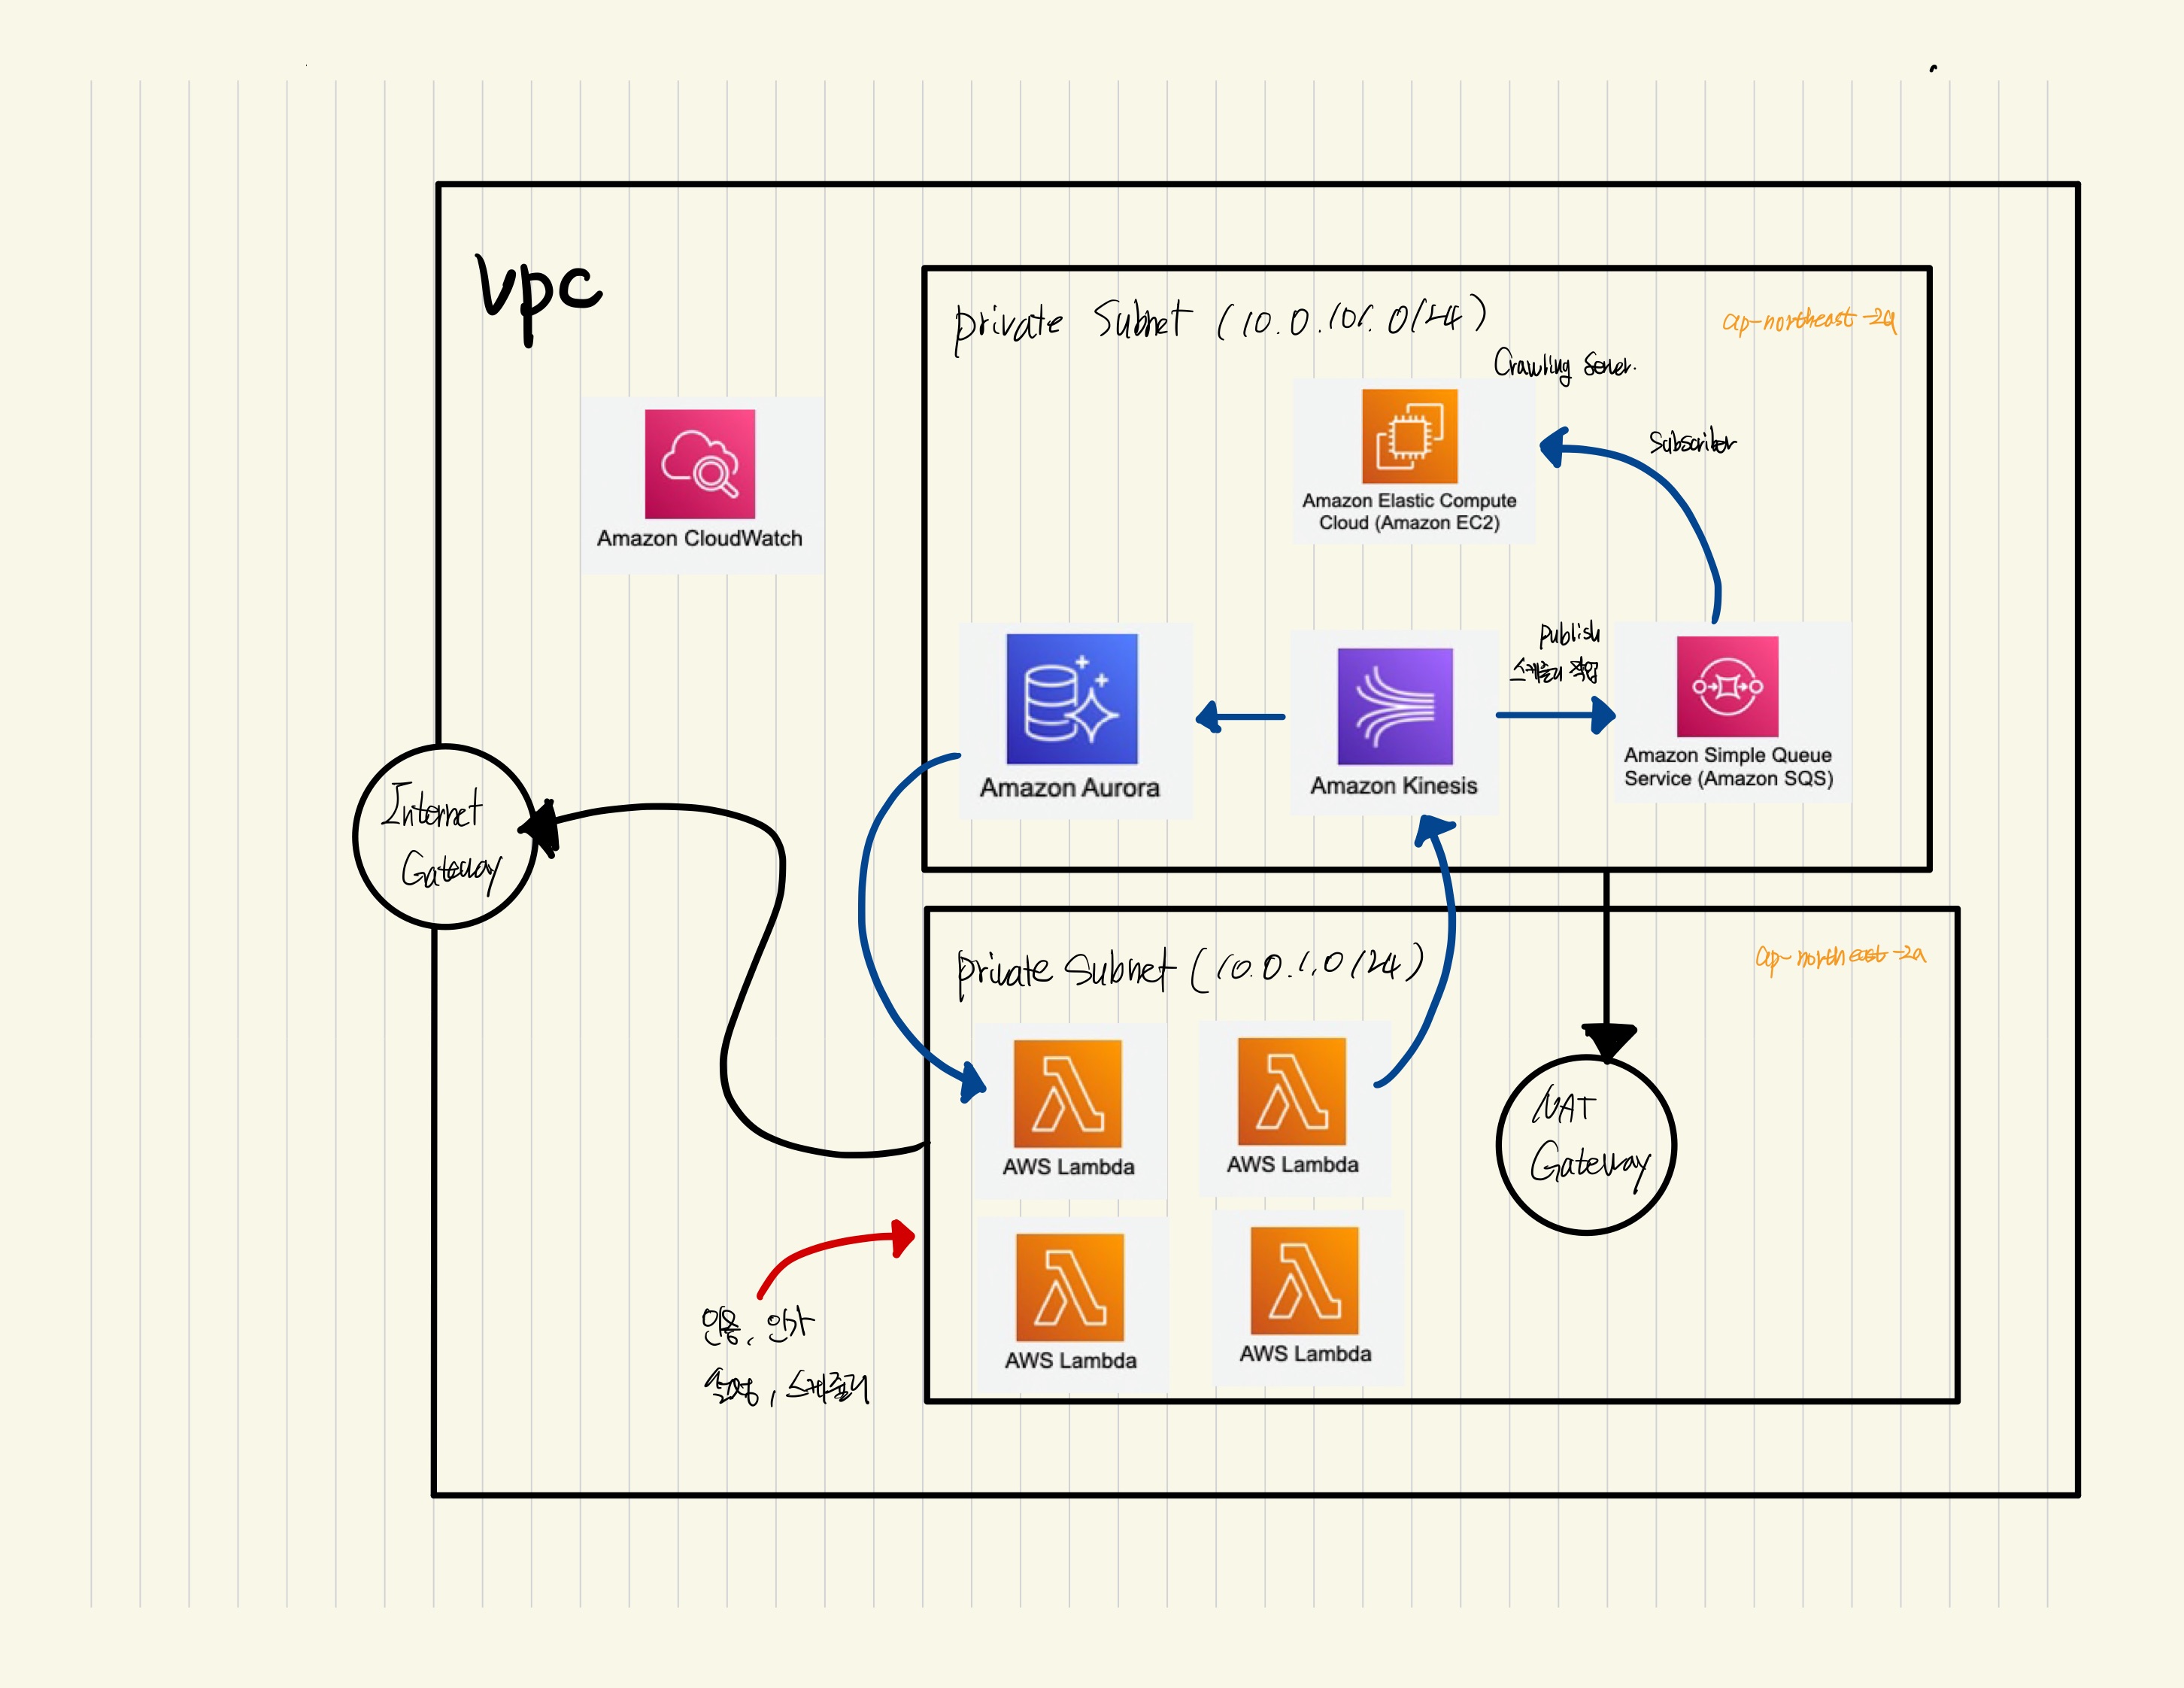 Vpc
private Subnet (10.0.101.0/24)
ap-northeast-2a
Crawling Server.
Amazon CloudWatch
Amazon Elastic Compute
Cloud (Amazon EC2)
Subscriber
publish
스케줄러 작업
Amazon Aurora
Amazon Kinesis
Amazon Simple Queue
Service (Amazon SQS)
Internet
Gateway
private Subnet (10.0.1.0/24)
ap-northeast-2a
AWS Lambda
AWS Lambda
NAT
Gateway
AWS Lambda
AWS Lambda
인증, 인가
설정, 스케줄러